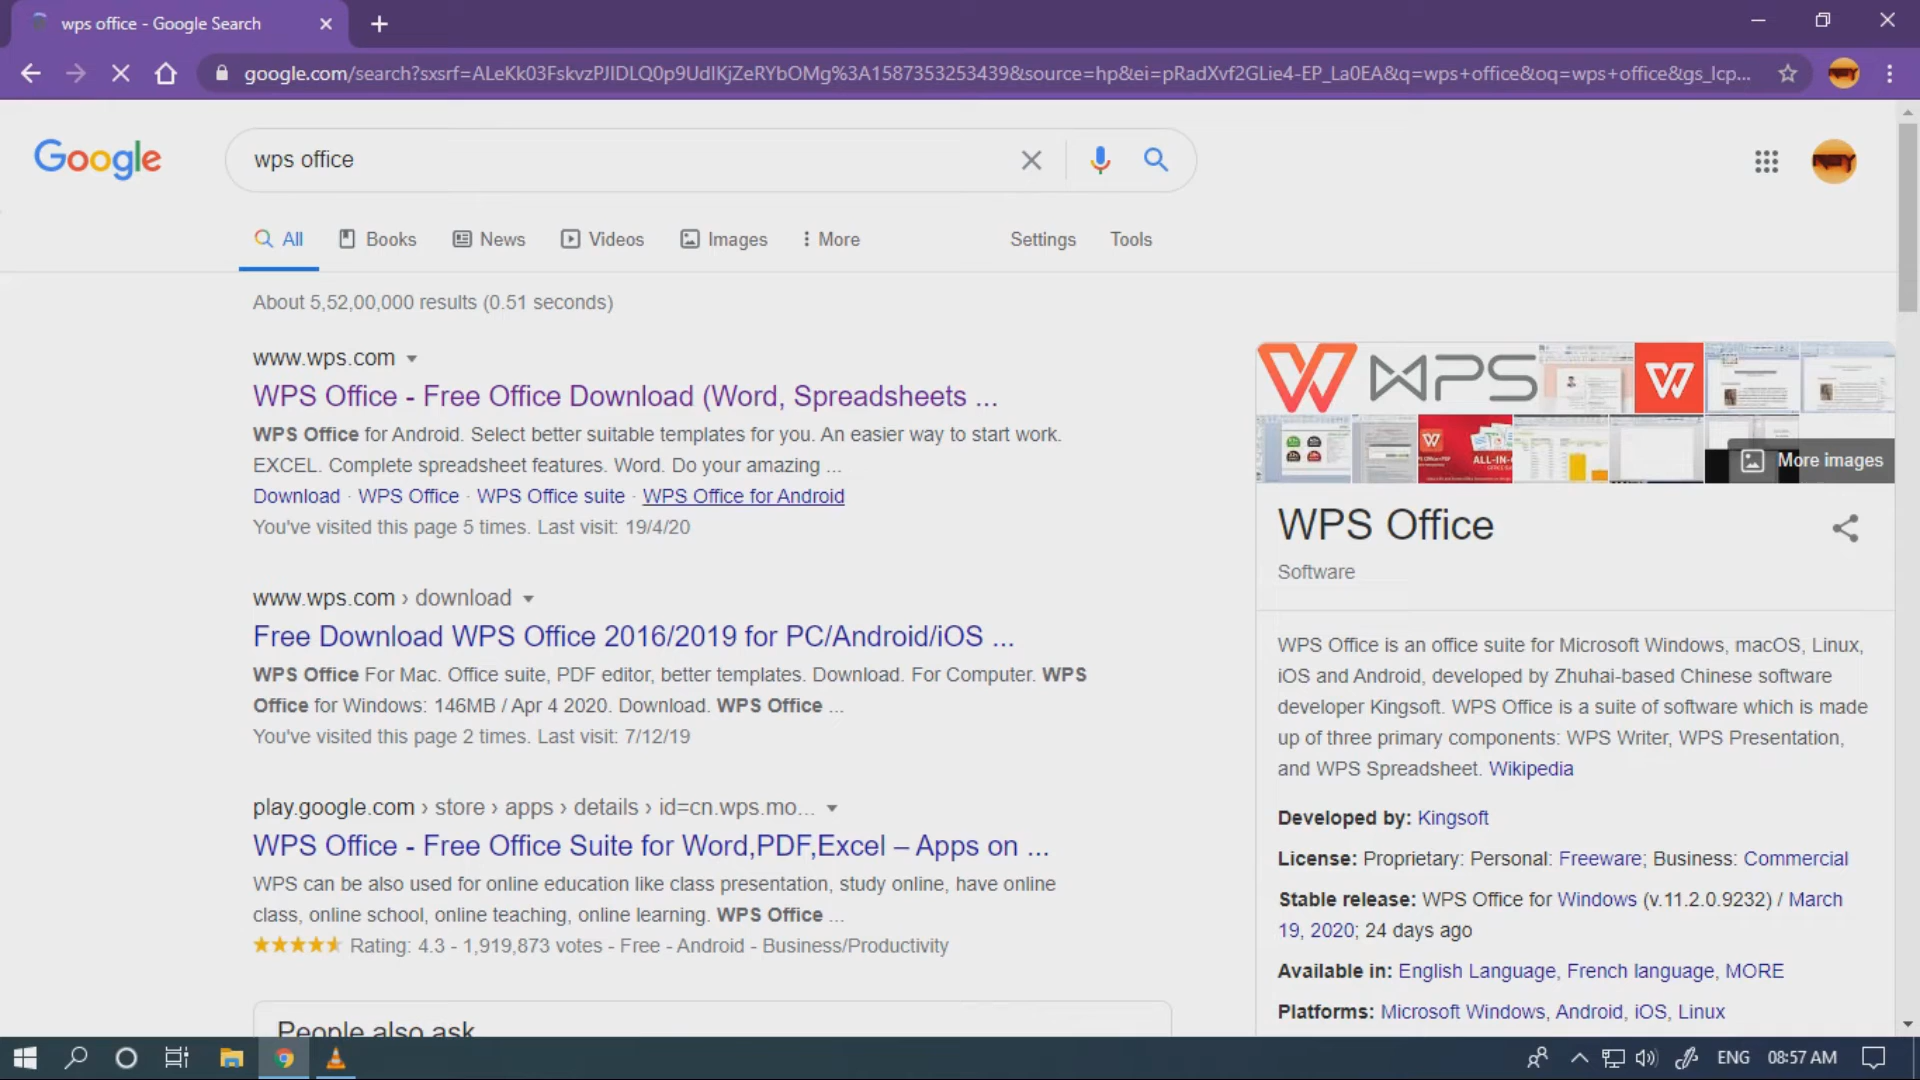 wps office - Google Search
google.com/search?sxsrf=ALeKk03FskvzPJIDLQ0p9UdIKjZeRYbOMg%3A1587353253439&source=hp&ei=pRadXvf2GLie4-EP_La0EA&q=wps+office&oq=wps+office&gs_lcp...
Google
wps office
All
Books
News
Videos
Images
More
Settings
Tools
About 5,52,00,000 results (0.51 seconds)
www.wps.com
WPS Office - Free Office Download (Word, Spreadsheets ...
WPS Office for Android. Select better suitable templates for you. An easier way to start work.
EXCEL. Complete spreadsheet features. Word. Do your amazing ...
Download · WPS Office · WPS Office suite · WPS Office for Android
You've visited this page 5 times. Last visit: 19/4/20
www.wps.com › download
Free Download WPS Office 2016/2019 for PC/Android/iOS ...
WPS Office For Mac. Office suite, PDF editor, better templates. Download. For Computer. WPS
Office for Windows: 146MB / Apr 4 2020. Download. WPS Office ...
You've visited this page 2 times. Last visit: 7/12/19
play.google.com › store › apps › details › id=cn.wps.mo...
WPS Office - Free Office Suite for Word,PDF,Excel – Apps on ...
WPS can be also used for online education like class presentation, study online, have online
class, online school, online teaching, online learning. WPS Office ...
Rating: 4.3 - 1,919,873 votes - Free - Android - Business/Productivity
People also ask
WPS
ALL-IN-
More images
WPS Office
Software
WPS Office is an office suite for Microsoft Windows, macOS, Linux,
iOS and Android, developed by Zhuhai-based Chinese software
developer Kingsoft. WPS Office is a suite of software which is made
up of three primary components: WPS Writer, WPS Presentation,
and WPS Spreadsheet. Wikipedia
Developed by: Kingsoft
License: Proprietary: Personal: Freeware; Business: Commercial
Stable release: WPS Office for Windows (v.11.2.0.9232) / March
19, 2020; 24 days ago
Available in: English Language, French language, MORE
Platforms: Microsoft Windows, Android, iOS, Linux
ENG
08:57 AM